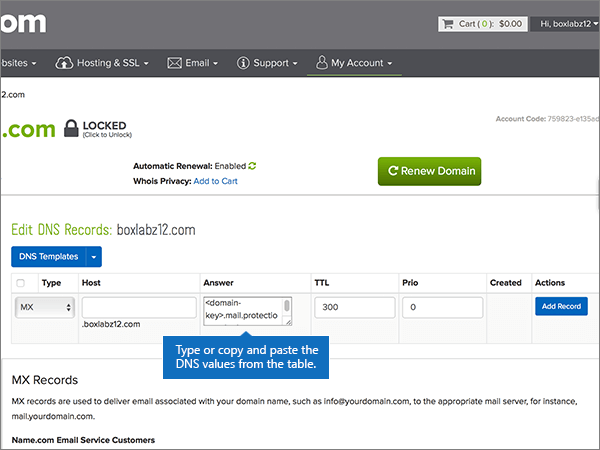 om
Cart ( 0 ): $0.00
Hi, boxlabz12
bsites
Hosting & SSL
Email
Support
My Account
2.com
.com
LOCKED
(Click to Unlock)
Account Code: 759823-e135ad
Automatic Renewal: Enabled
Whois Privacy: Add to Cart
Renew Domain
Edit DNS Records: boxlabz12.com
DNS Templates
Type Host Answer TTL Prio Created Actions
MX
<domain-
key>.mail.protectio
300
0
Add Record
.boxlabz12.com
Type or copy and paste the
DNS values from the table.
MX Records
MX records are used to deliver email associated with your domain name, such as info@yourdomain.com, to the appropriate mail server, for instance,
mail.yourdomain.com.
Name.com Email Service Customers